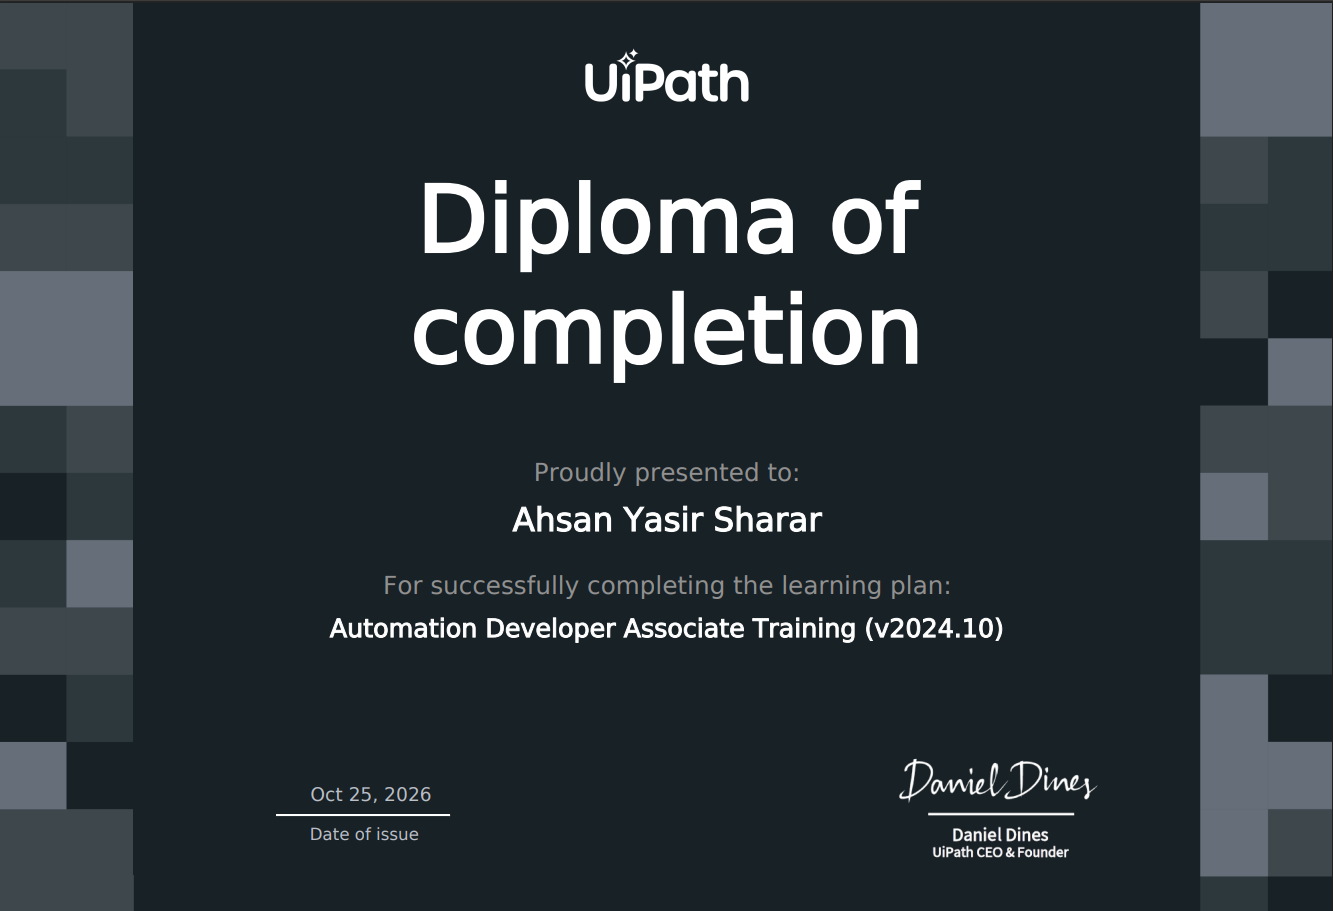 UiPath
Diploma of
completion
Proudly presented to:
Ahsan Yasir Sharar
For successfully completing the learning plan:
Automation Developer Associate Training (v2024.10)
Oct 25, 2026
Date of issue
Daniel Dines
Daniel Dines
UiPath CEO & Founder